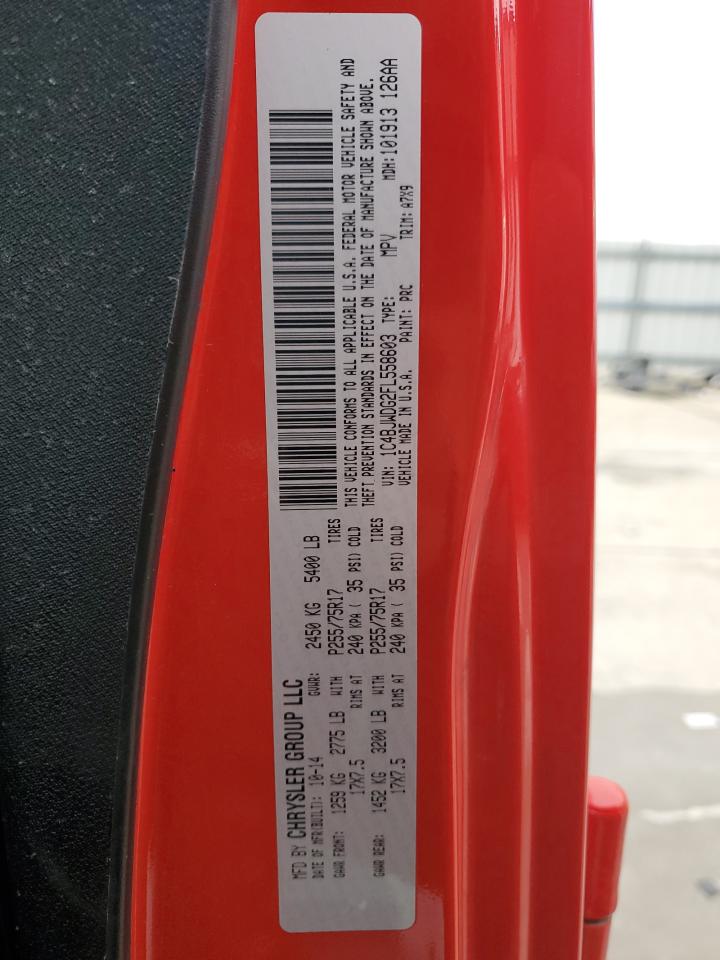 MFD BY CHRYSLER GROUP LLC
DATE OF MFR(BUILT): 10-14 GVWR: 2450 KG 5400 LB
GAWR FRONT: 1259 KG 2775 LB WITH P255/75R17 TIRES
17X7.5 RIMS AT 240 KPA ( 35 PSI) COLD
GAWR REAR: 1452 KG 3200 LB WITH P255/75R17 TIRES
17X7.5 RIMS AT 240 KPA ( 35 PSI) COLD
THIS VEHICLE CONFORMS TO ALL APPLICABLE U.S.A. FEDERAL MOTOR VEHICLE SAFETY AND
THEFT PREVENTION STANDARDS IN EFFECT ON THE DATE OF MANUFACTURE SHOWN ABOVE.
VIN: 1C4BJWDG2FL558603 TYPE: MPV MDH:101913 126AA
VEHICLE MADE IN U.S.A. PAINT: PRC TRIM: A7X9